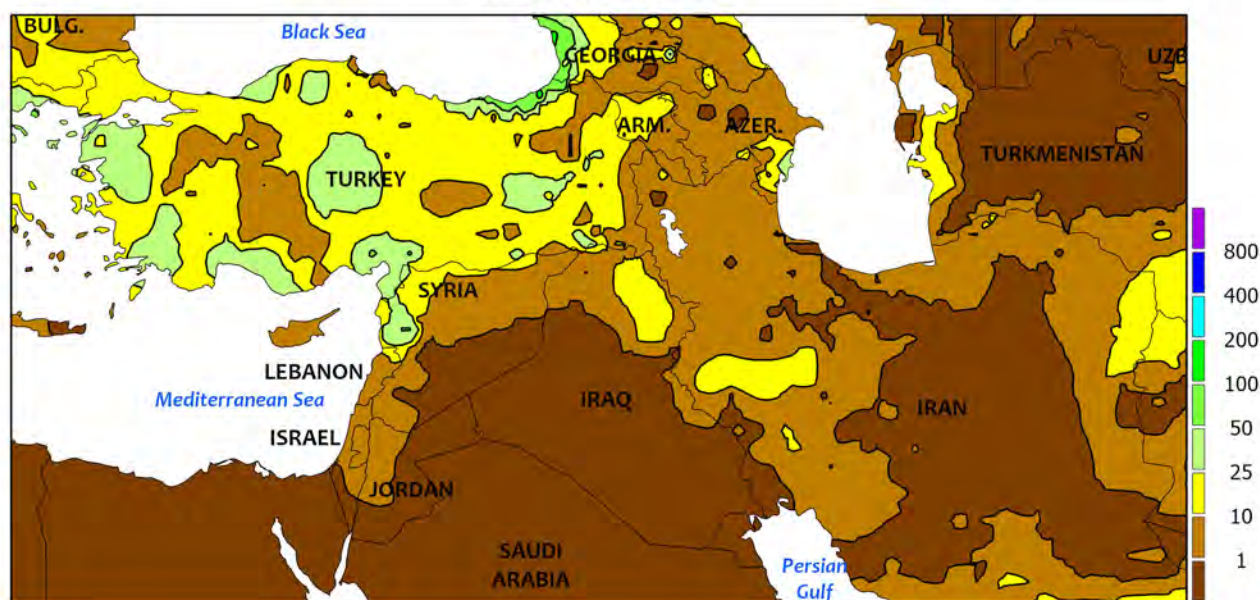 BULG.
Black Sea
GEORGIA
UZB
ARM.
AZER.
TURKMENISTAN
TURKEY
SYRIA
LEBANON
Mediterranean Sea
IRAQ
IRAN
ISRAEL
JORDAN
SAUDI
ARABIA
Persian
Gulf
800
400
200
100
50
25
10
1